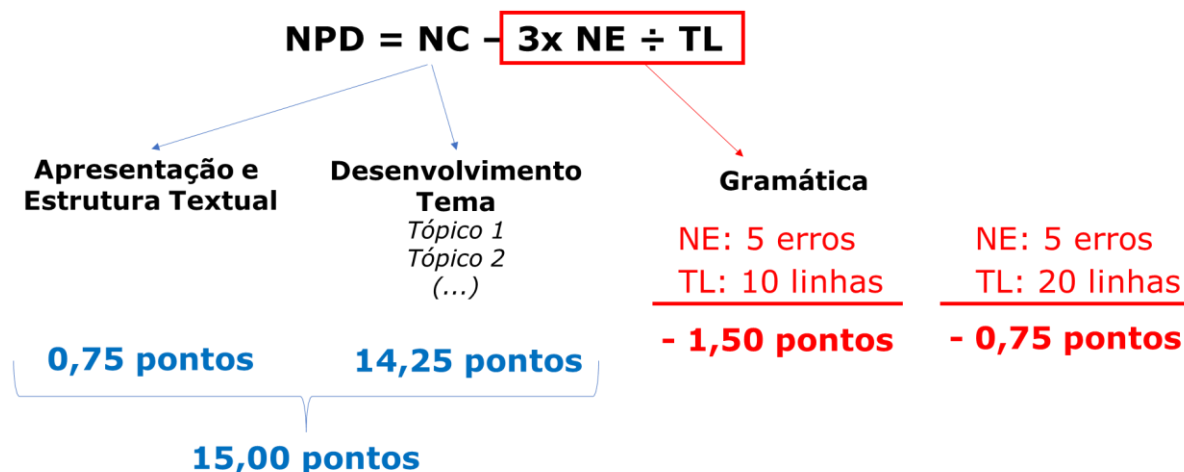 NPD = NC – 3x NE ÷ TL
Apresentação e
Estrutura Textual
Desenvolvimento
Tema
Tópico 1
Tópico 2
(...)
Gramática
NE: 5 erros
TL: 10 linhas
- 1,50 pontos
NE: 5 erros
TL: 20 linhas
- 0,75 pontos
0,75 pontos
14,25 pontos
15,00 pontos